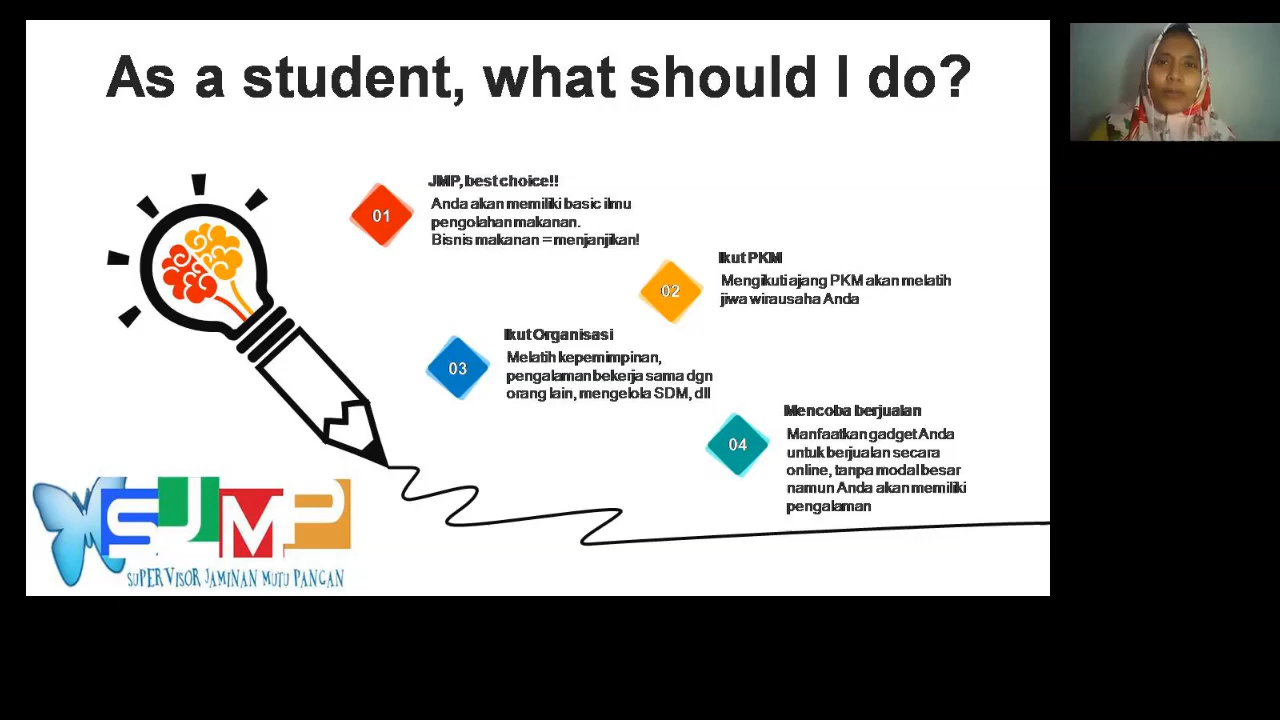 As a student, what should I do?
01
JMP, best choice!!
Anda akan memiliki basic ilmu
pengolahan makanan.
Bisnis makanan = menjanjikan!
02
Ikut PKM
Mengikuti ajang PKM akan melatih
jiwa wirausaha Anda
03
Ikut Organisasi
Melatih kepemimpinan,
pengalaman bekerja sama dgn
orang lain, mengelola SDM, dll
04
Mencoba berjualan
Manfaatkan gadget Anda
untuk berjualan secara
online, tanpa modal besar
namun Anda akan memiliki
pengalaman
SJMP
SUPERVISOR JAMINAN MUTU PANGAN